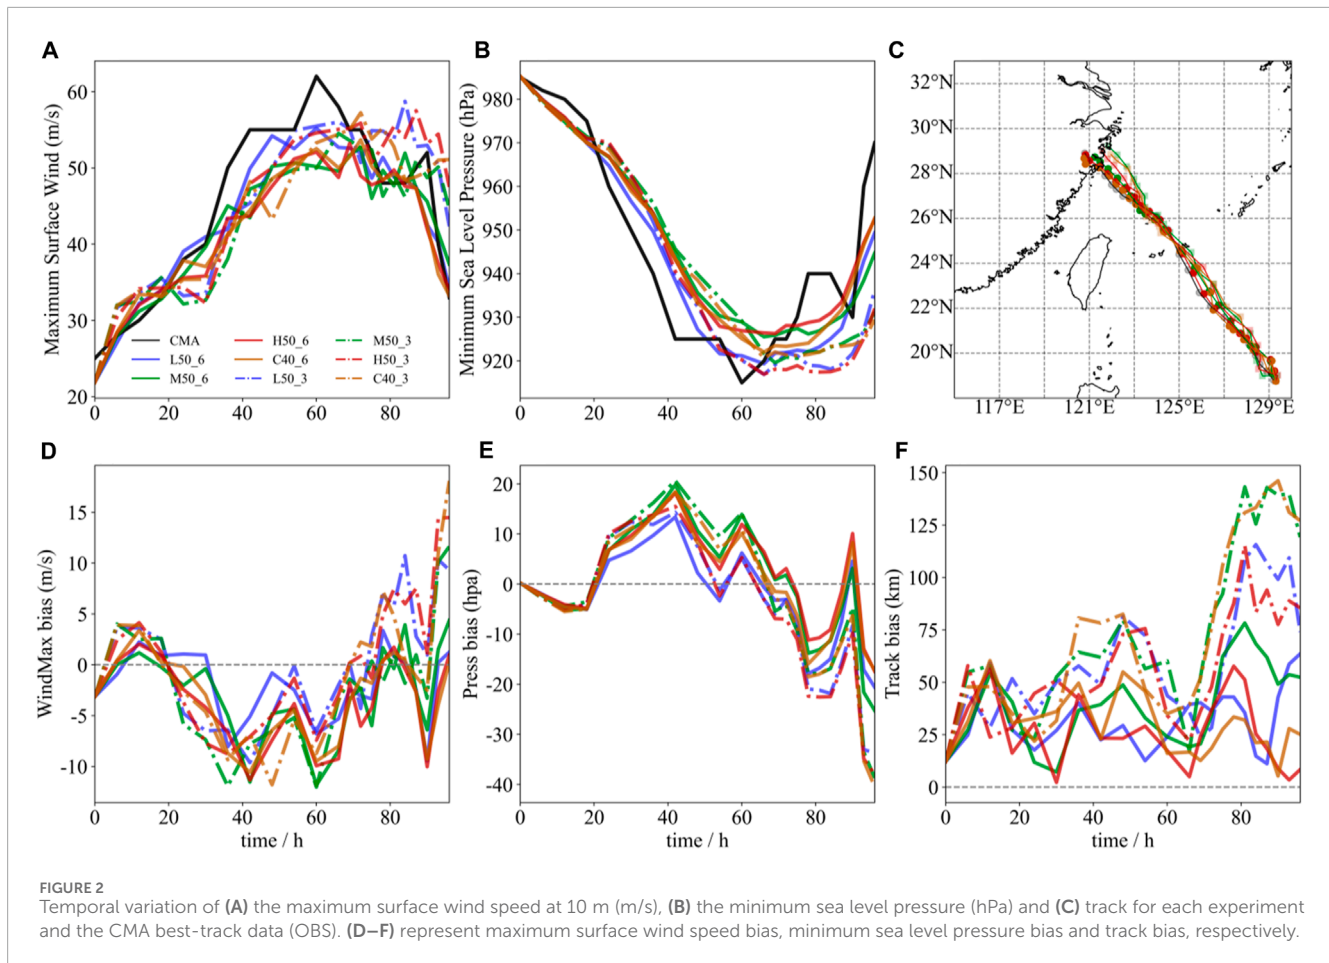 A
B
C
Maximum Surface Wind (m/s)
60
50
40
30
20
CMA
L50_6
M50_6
H50_6
C40_6
L50_3
M50_3
H50_3
C40_3
0
20
40
60
80
Minimum Sea Level Pressure (hPa)
980
970
960
950
940
930
920
0
20
40
60
80
32°N
30°N
28°N
26°N
24°N
22°N
20°N
117°E
121°E
125°E
129°E
D
E
F
WindMax bias (m/s)
15
10
5
0
-5
-10
0
20
40
60
80
time / h
Press bias (hpa)
20
10
0
-10
-20
-30
-40
0
20
40
60
80
time / h
Track bias (km)
150
125
100
75
50
25
0
0
20
40
60
80
time / h
FIGURE 2
Temporal variation of (A) the maximum surface wind speed at 10 m (m/s), (B) the minimum sea level pressure (hPa) and (C) track for each experiment
and the CMA best-track data (OBS). (D–F) represent maximum surface wind speed bias, minimum sea level pressure bias and track bias, respectively.